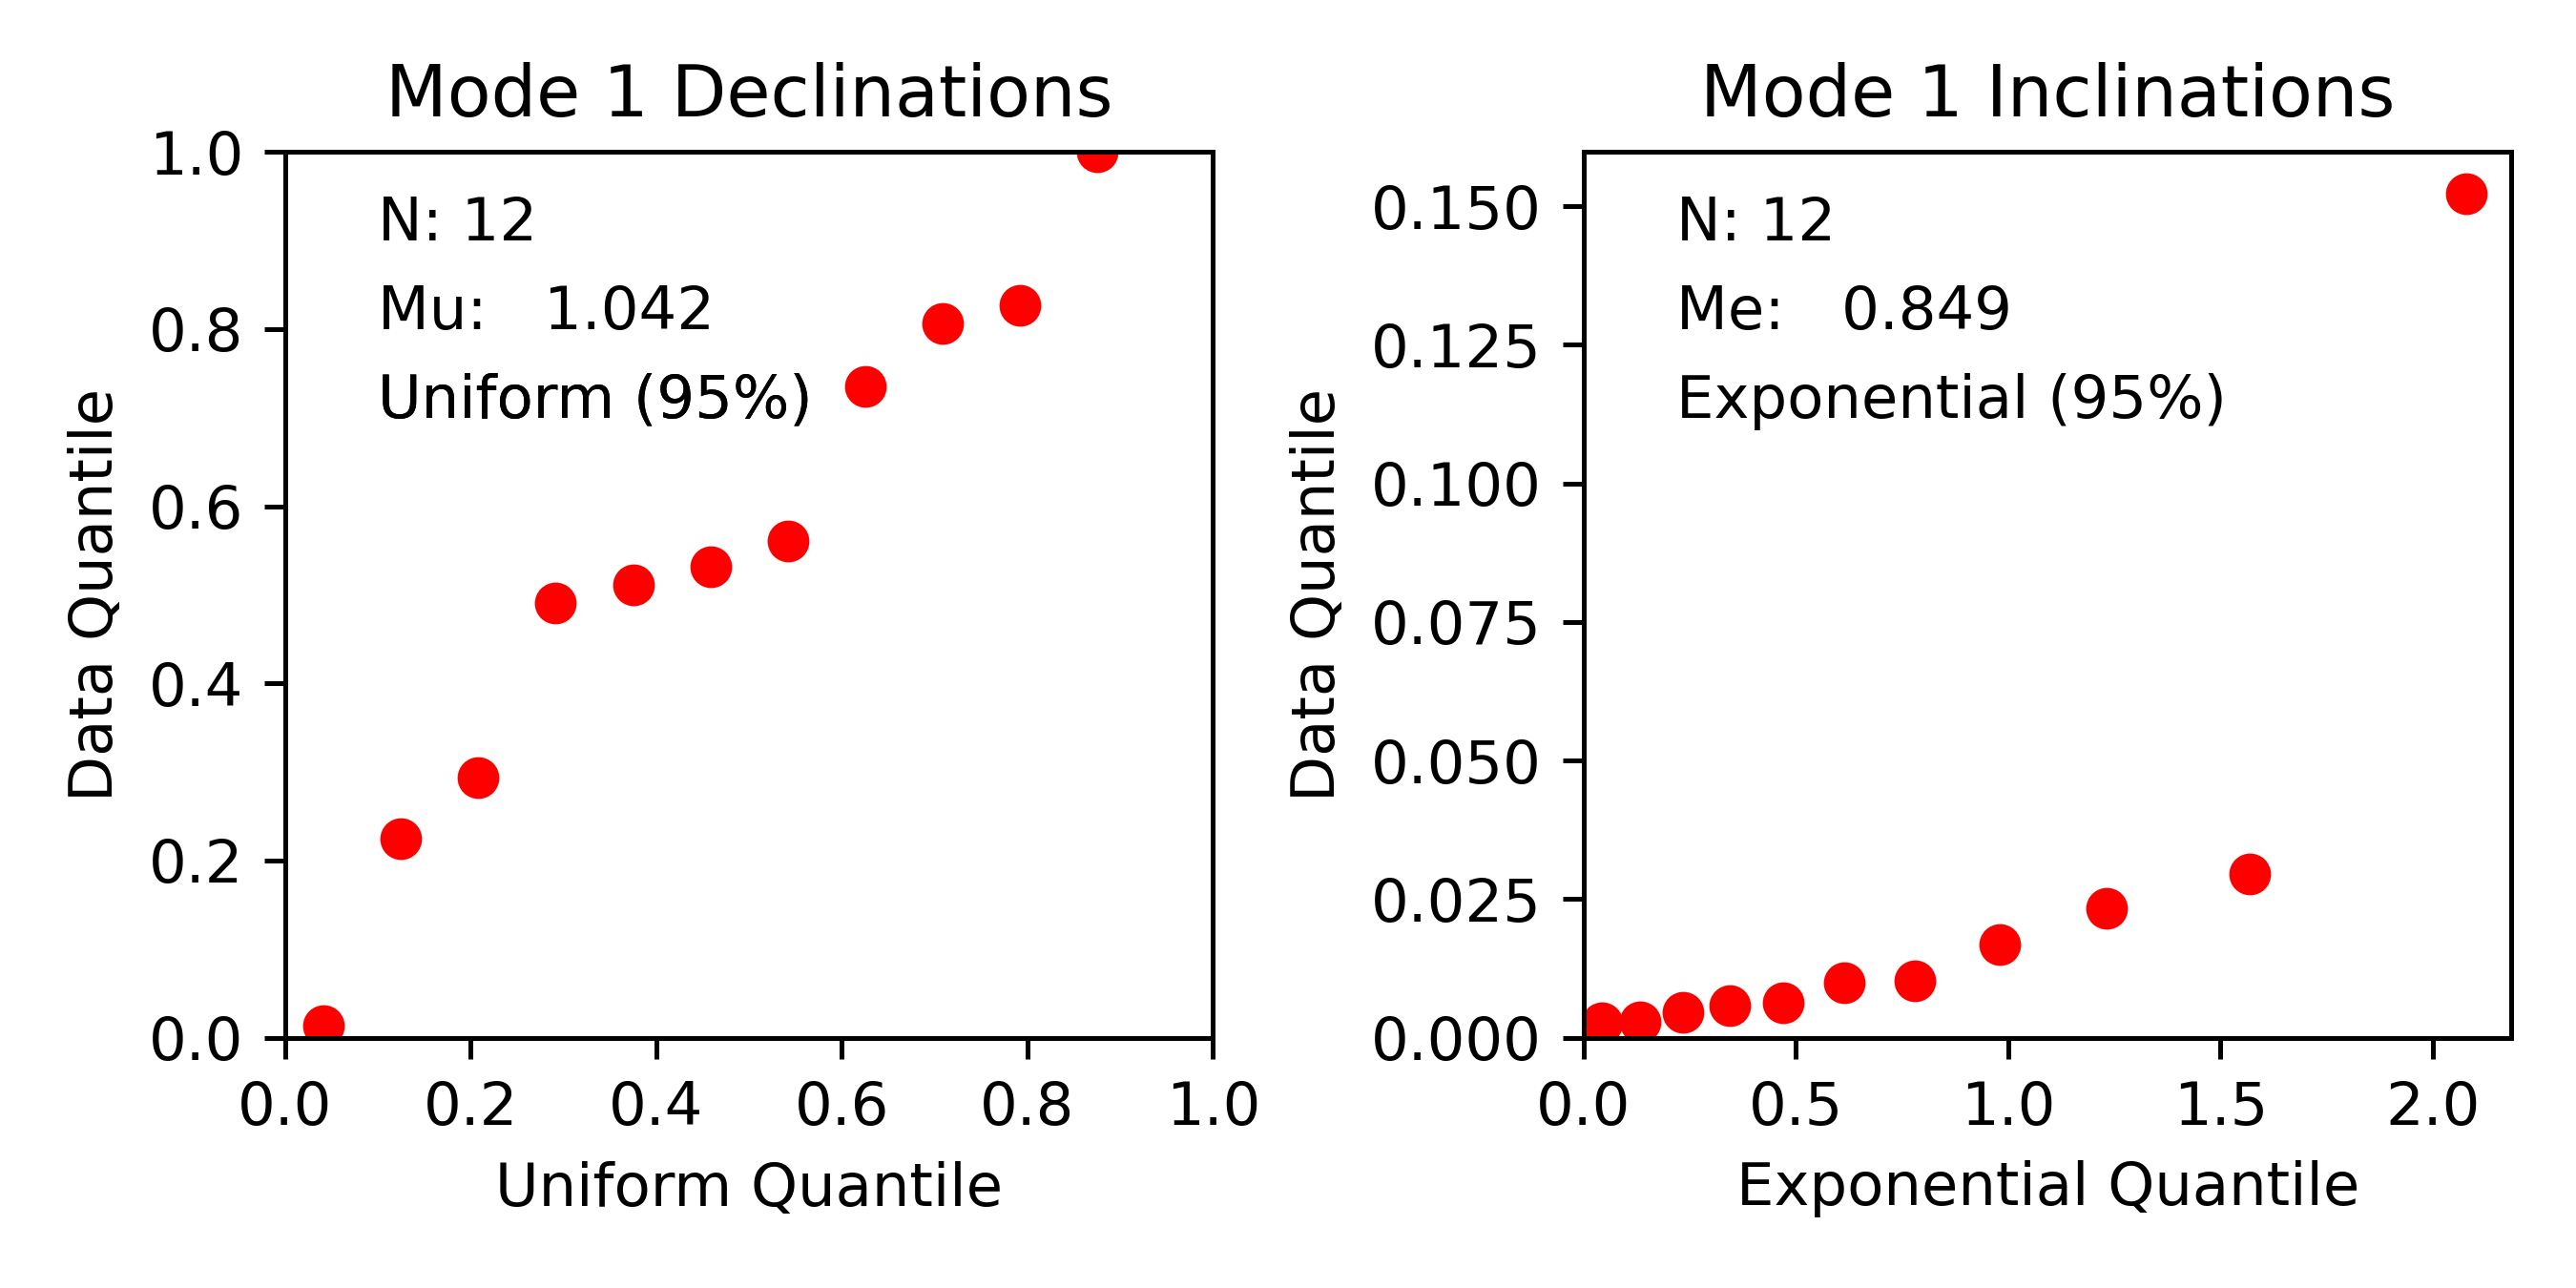 Mode 1 Declinations
1.0
0.8
0.6
0.4
0.2
0.0
Data Quantile
N: 12
Mu: 1.042
Uniform (95%)
0.0 0.2 0.4 0.6 0.8 1.0
Uniform Quantile
Mode 1 Inclinations
0.150
0.125
0.100
0.075
0.050
0.025
0.000
Data Quantile
N: 12
Me: 0.849
Exponential (95%)
0.0 0.5 1.0 1.5 2.0
Exponential Quantile